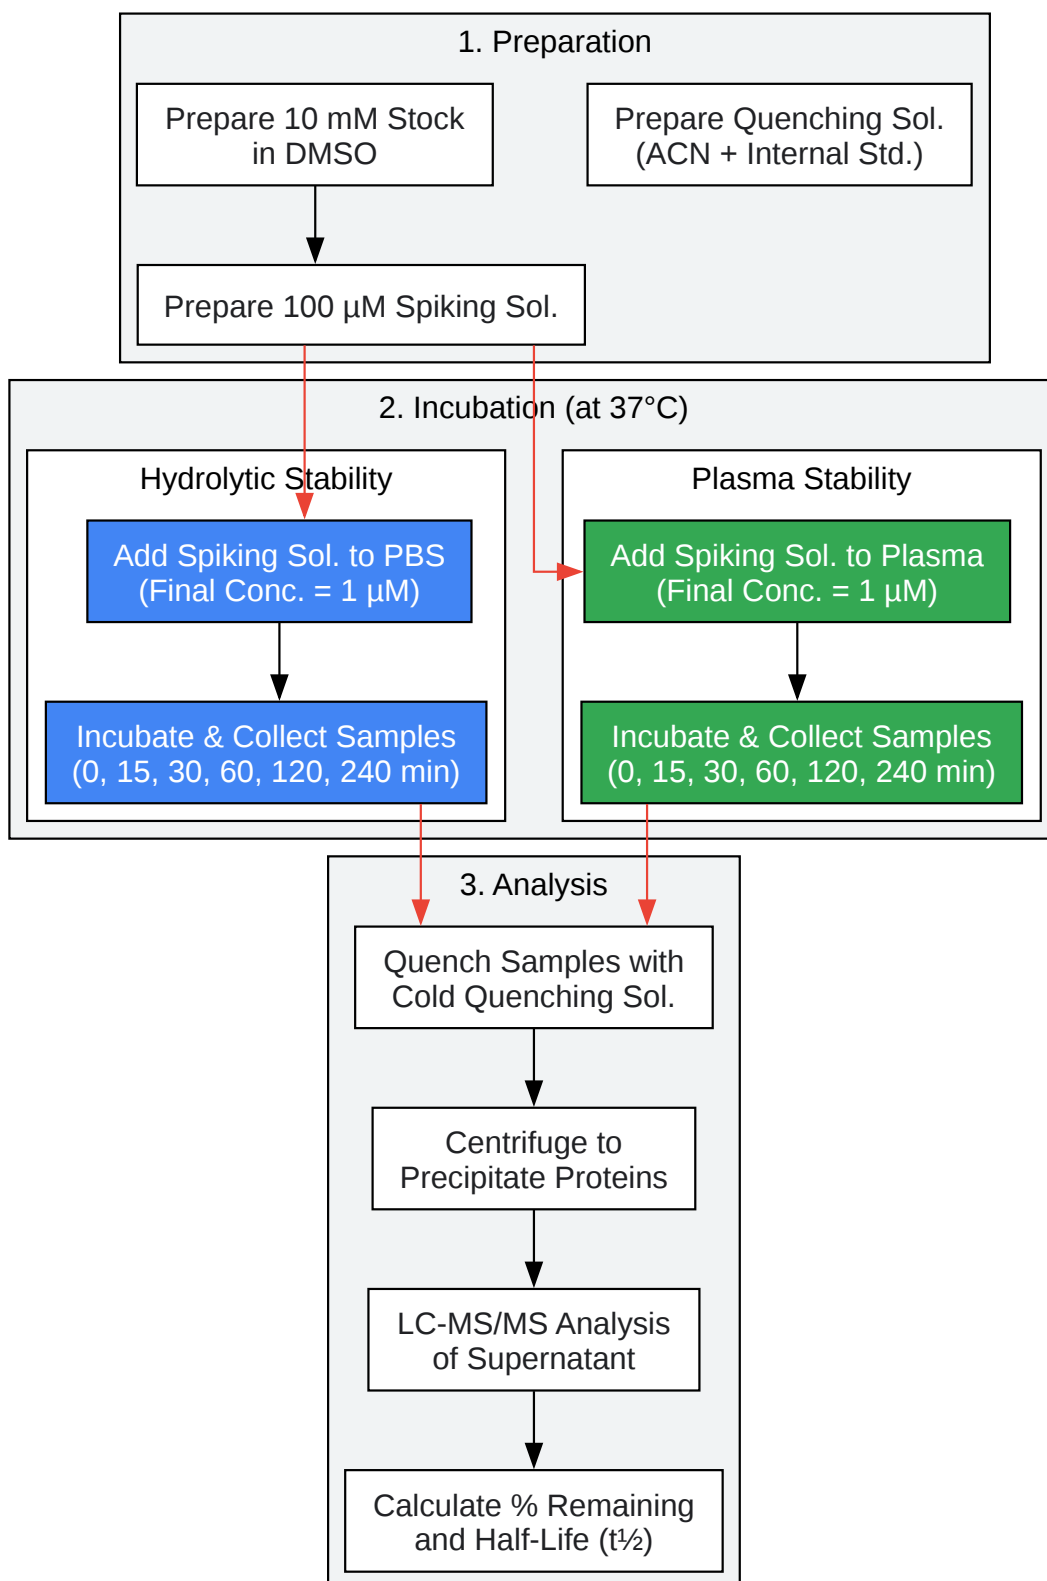 1. Preparation
Prepare 10 mM Stock
in DMSO
Prepare Quenching Sol.
(ACN + Internal Std.)
Prepare 100 µM Spiking Sol.
2. Incubation (at 37°C)
Hydrolytic Stability
Add Spiking Sol. to PBS
(Final Conc. = 1 µM)
Incubate & Collect Samples
(0, 15, 30, 60, 120, 240 min)
Plasma Stability
Add Spiking Sol. to Plasma
(Final Conc. = 1 µM)
Incubate & Collect Samples
(0, 15, 30, 60, 120, 240 min)
3. Analysis
Quench Samples with
Cold Quenching Sol.
Centrifuge to
Precipitate Proteins
LC-MS/MS Analysis
of Supernatant
Calculate % Remaining
and Half-Life (t½)